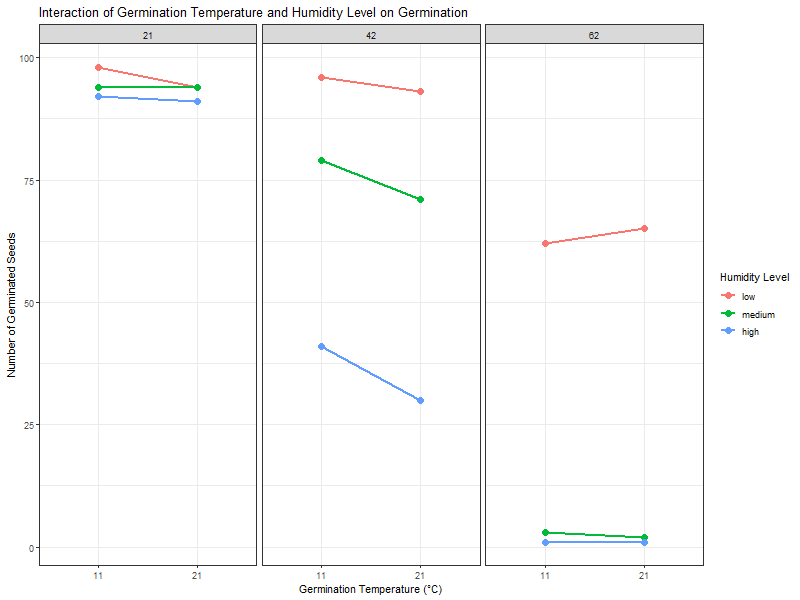 Interaction of Germination Temperature and Humidity Level on Germination
21 42 62
Number of Germinated Seeds
100
75
50
25
0
11 21 11 21 11 21
Germination Temperature (°C)
Humidity Level
low
medium
high